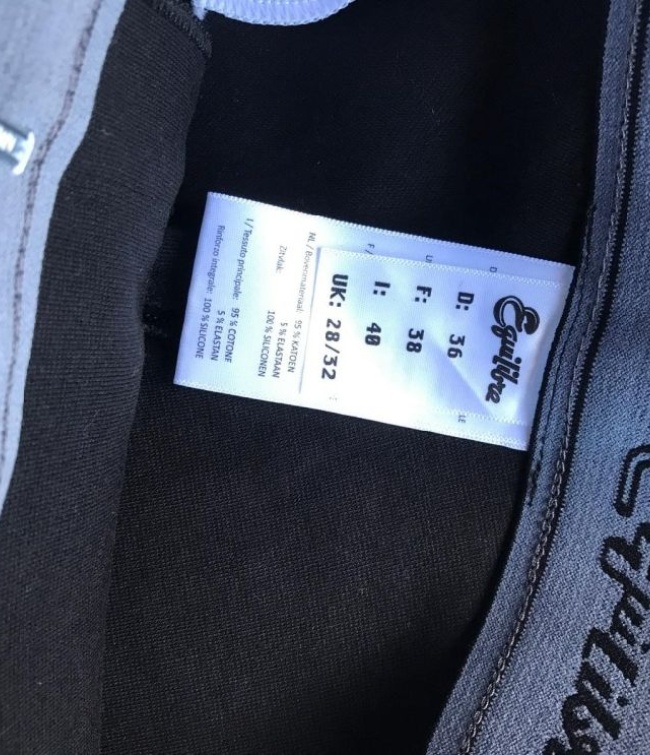 Equilibre
D: 36
F: 38
I: 40
UK: 28/32
D
U
F /
LE
NL / Bovenmateriaal: 95 % KATOEN
5 % ELASTAAN
Zitvlak: 100 % SILICONEN
I / Tessuto principale: 95 % COTONE
5 % ELASTAN
Rinforzo integrale: 100 % SILICONE